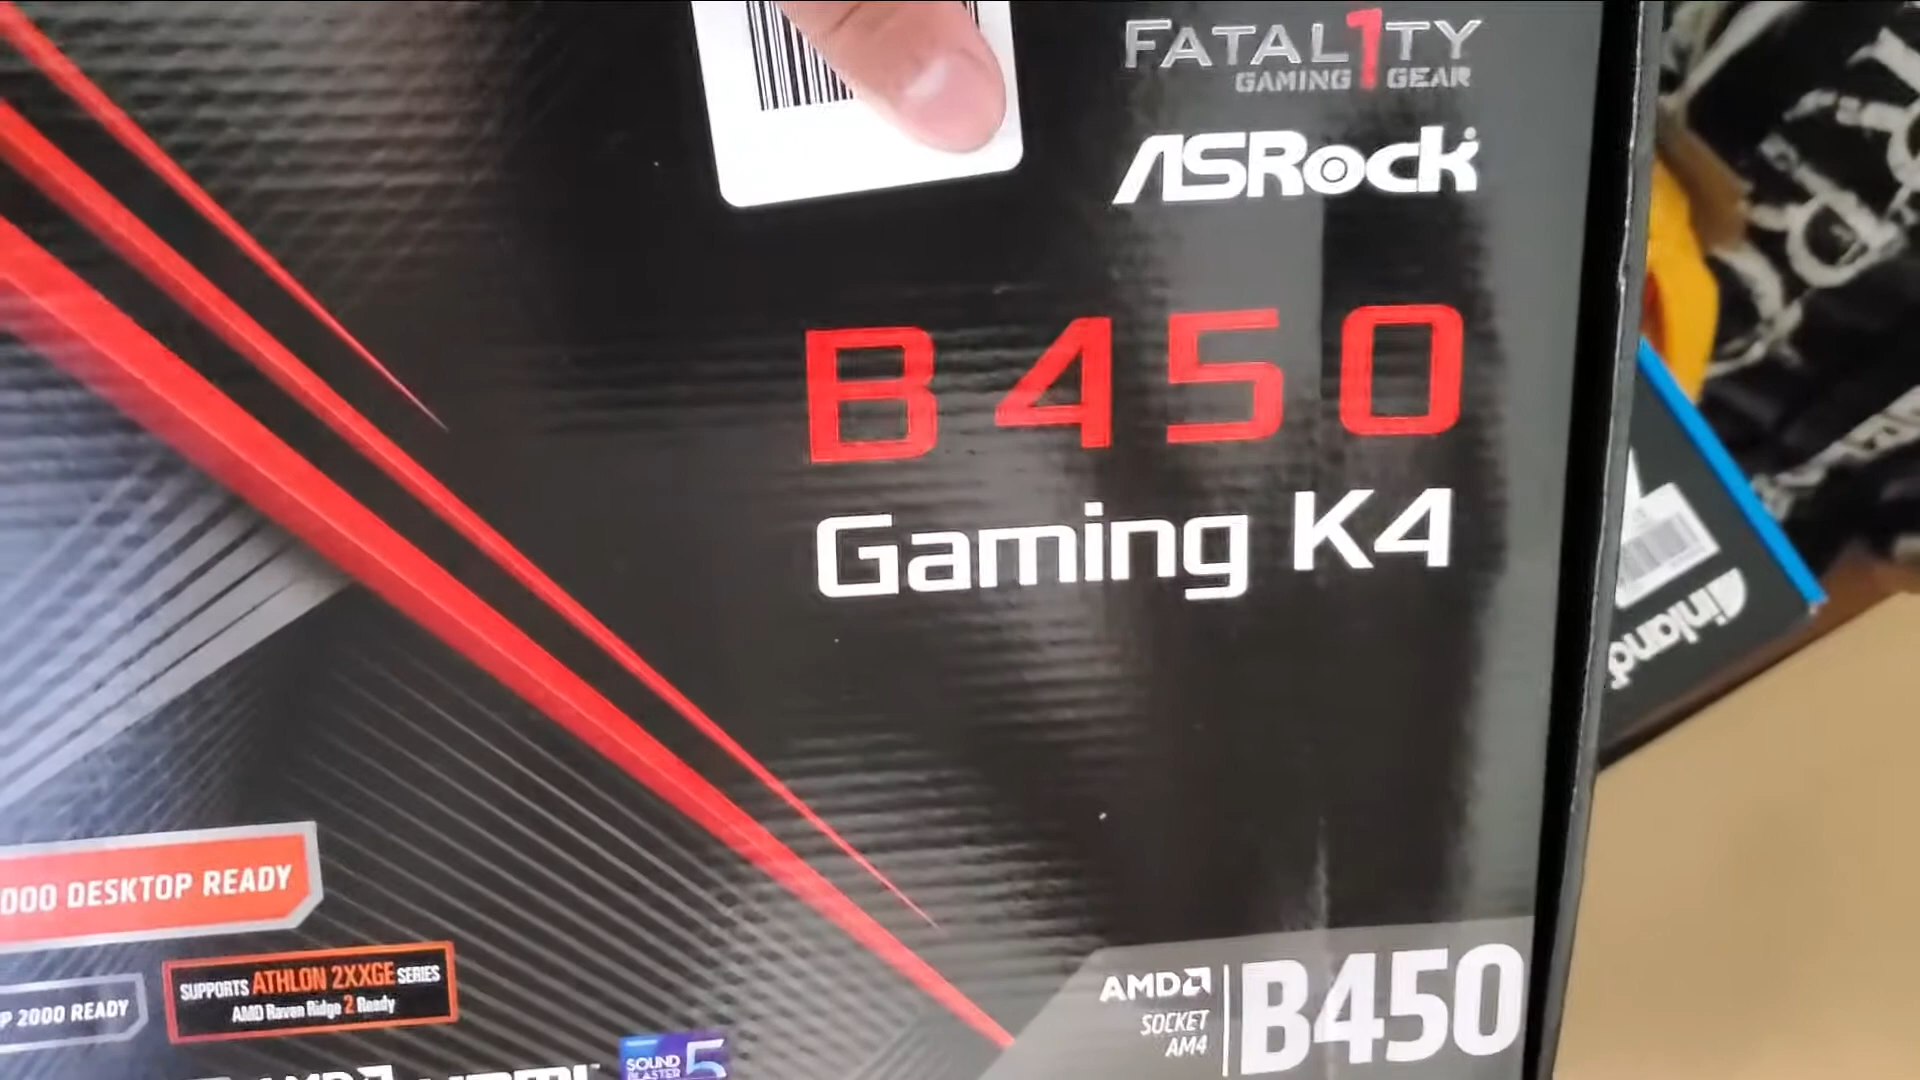 FATAL1TY
GAMING GEAR
ASRock
B450
Gaming K4
inland
000 DESKTOP READY
P 2000 READY
SUPPORTS ATHLON 2XXGE SERIES
AMD Raven Ridge 2 Ready
SOUND
BLASTER 5
AMD
SOCKET
AM4
B450